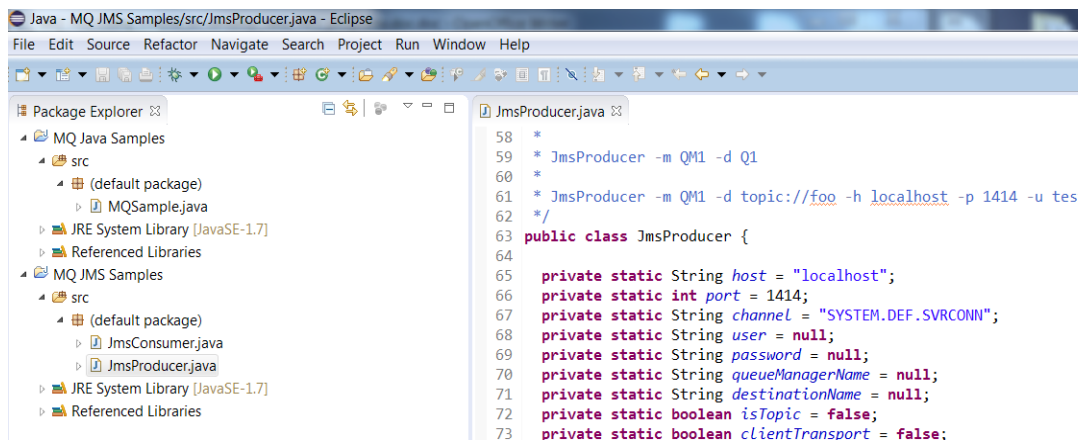 Java - MQ JMS Samples/src/JmsProducer.java - Eclipse
File Edit Source Refactor Navigate Search Project Run Window Help
Package Explorer
MQ Java Samples
src
(default package)
MQSample.java
JRE System Library [JavaSE-1.7]
Referenced Libraries
MQ JMS Samples
src
(default package)
JmsConsumer.java
JmsProducer.java
JRE System Library [JavaSE-1.7]
Referenced Libraries
JmsProducer.java
58 *
59 * JmsProducer -m QM1 -d Q1
60 *
61 * JmsProducer -m QM1 -d topic://foo -h localhost -p 1414 -u tes
62 */
63 public class JmsProducer {
64
65 private static String host = "localhost";
66 private static int port = 1414;
67 private static String channel = "SYSTEM.DEF.SVRCONN";
68 private static String user = null;
69 private static String password = null;
70 private static String queueManagerName = null;
71 private static String destinationName = null;
72 private static boolean isTopic = false;
73 private static boolean clientTransport = false;